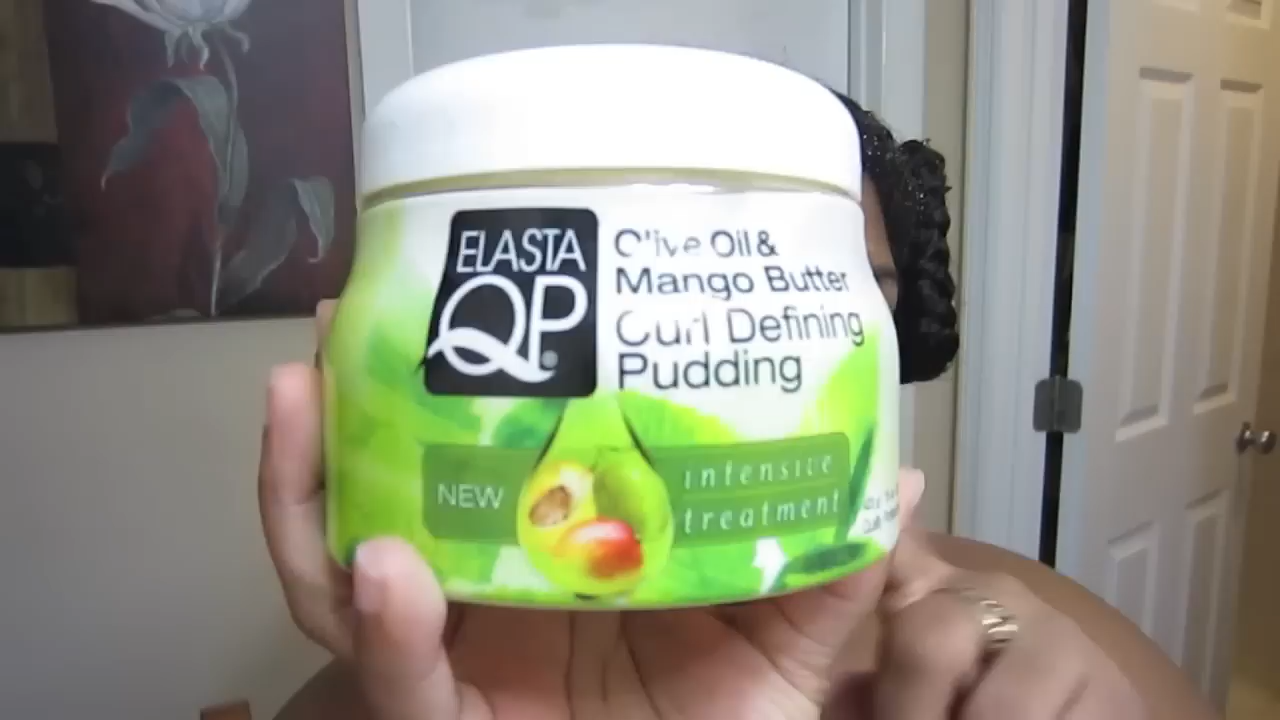 ELASTA
QP®
Olive Oil &
Mango Butter
Curl Defining
Pudding
NEW
intensive
treatment